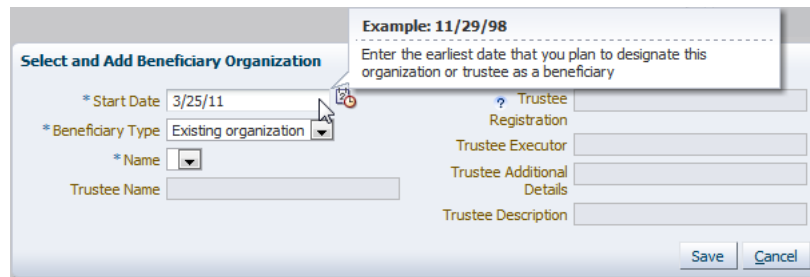 Example: 11/29/98
Enter the earliest date that you plan to designate this
organization or trustee as a beneficiary
Select and Add Beneficiary Organization
* Start Date 3/25/11
* Beneficiary Type Existing organization
* Name
Trustee Name
? Trustee
Registration
Trustee Executor
Trustee Additional
Details
Trustee Description
Save Cancel